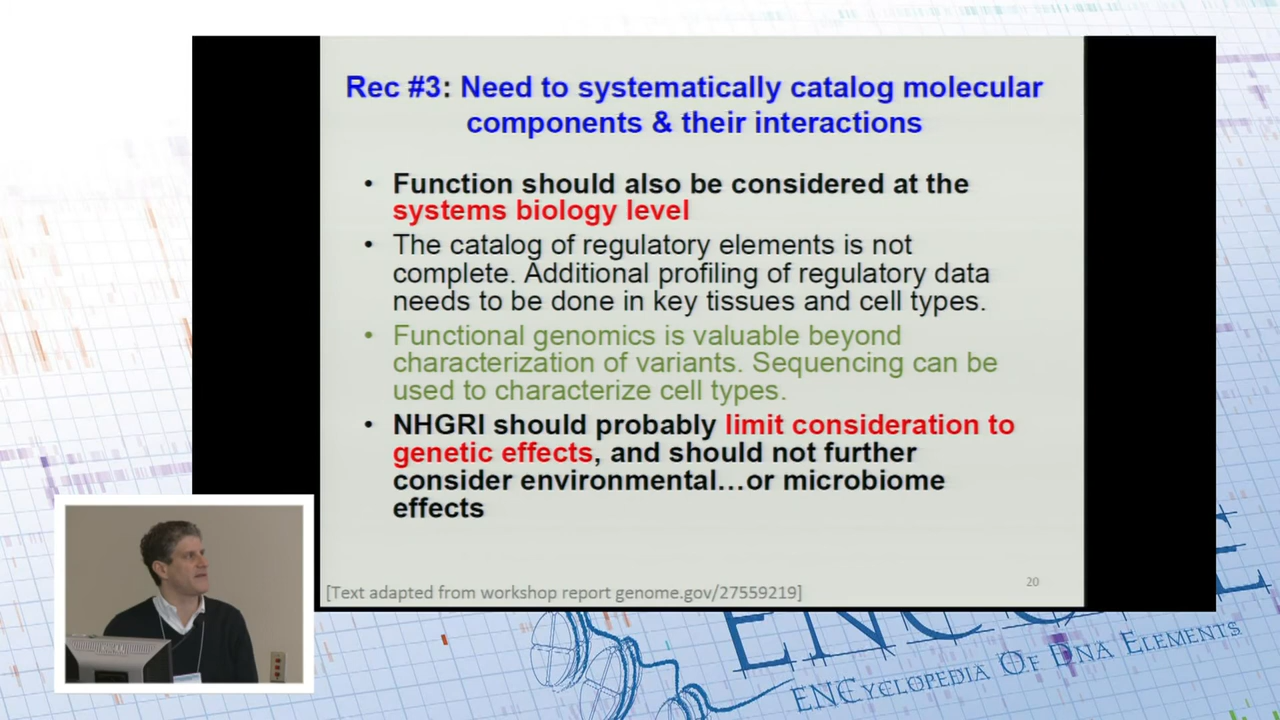 Rec #3: Need to systematically catalog molecular
components & their interactions
• Function should also be considered at the
systems biology level
• The catalog of regulatory elements is not
complete. Additional profiling of regulatory data
needs to be done in key tissues and cell types.
• Functional genomics is valuable beyond
characterization of variants. Sequencing can be
used to characterize cell types.
• NHGRI should probably limit consideration to
genetic effects, and should not further
consider environmental…or microbiome
effects
20
[Text adapted from workshop report genome.gov/27559219]
ENCYCLOPEDIA OF DNA ELEMENTS